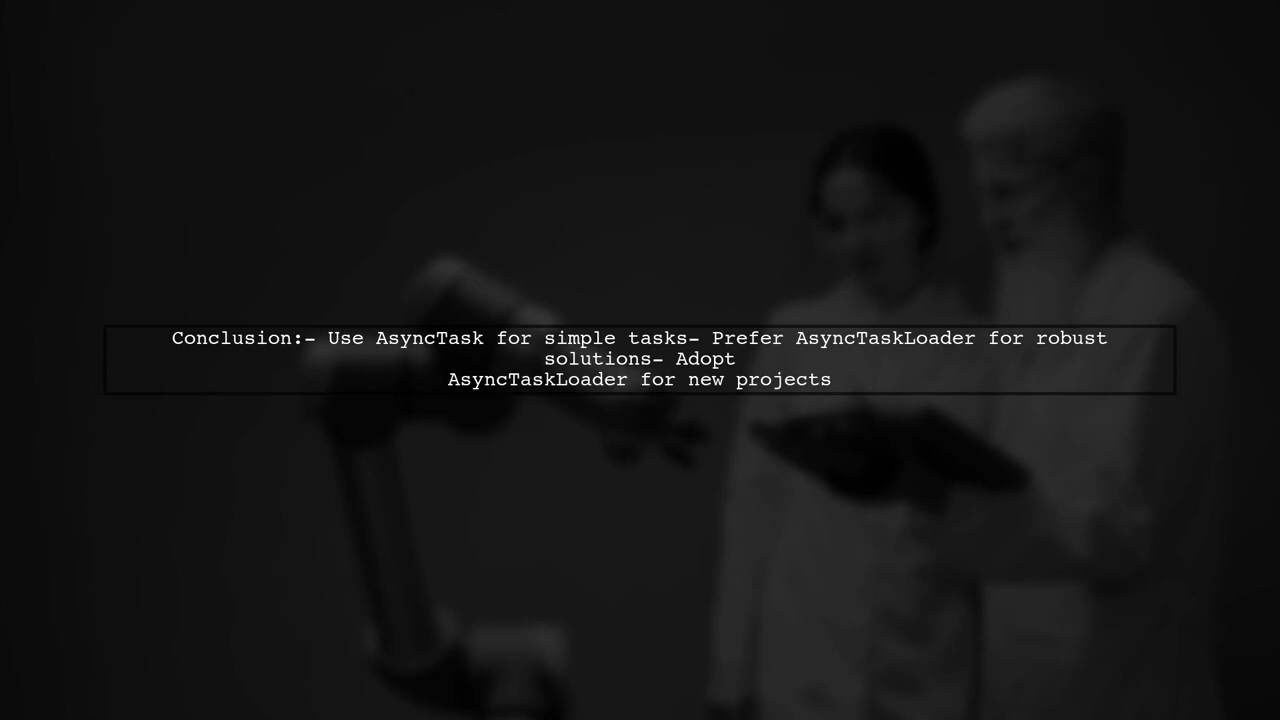 Conclusion:- Use AsyncTask for simple tasks- Prefer AsyncTaskLoader for robust
solutions- Adopt
AsyncTaskLoader for new projects